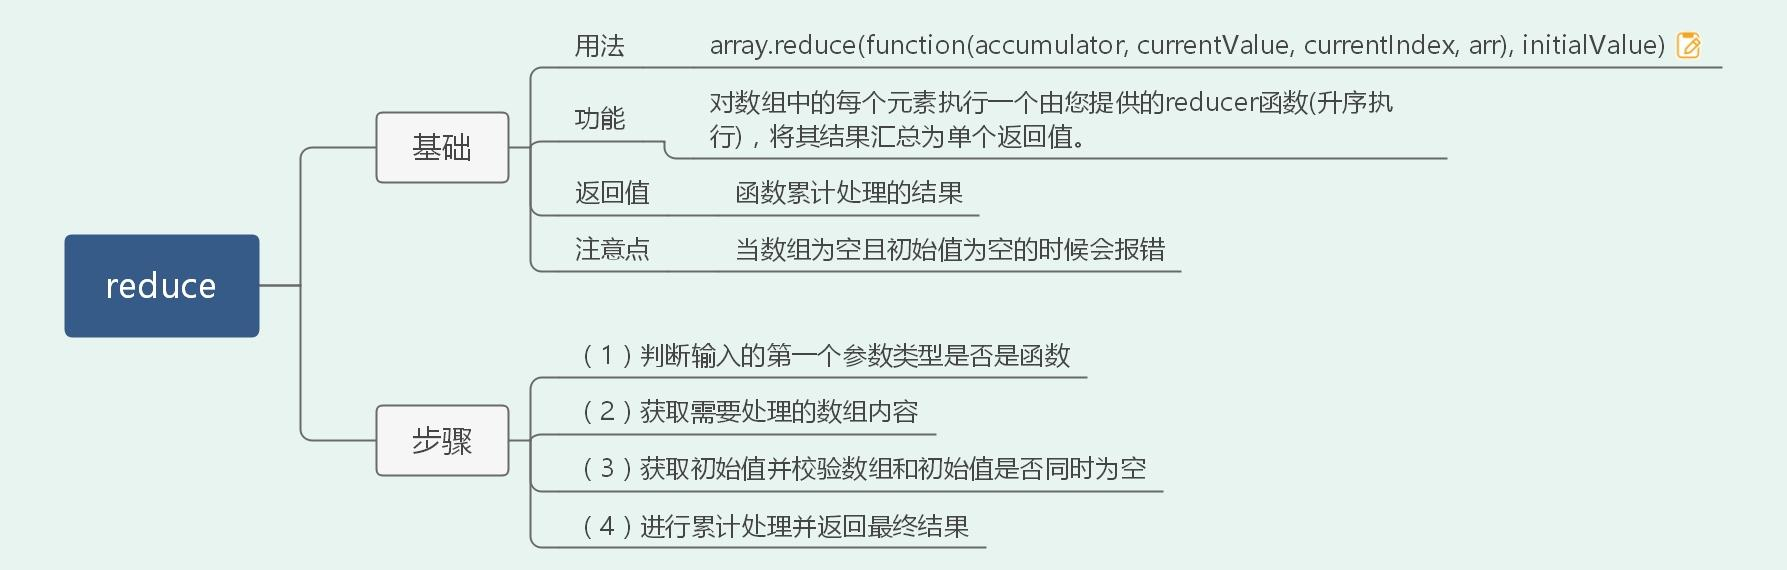 reduce
基础
用法 array.reduce(function(accumulator, currentValue, currentIndex, arr), initialValue)
功能 对数组中的每个元素执行一个由您提供的reducer函数(升序执
行)，将其结果汇总为单个返回值。
返回值 函数累计处理的结果
注意点 当数组为空且初始值为空的时候会报错
步骤
（1）判断输入的第一个参数类型是否是函数
（2）获取需要处理的数组内容
（3）获取初始值并校验数组和初始值是否同时为空
（4）进行累计处理并返回最终结果